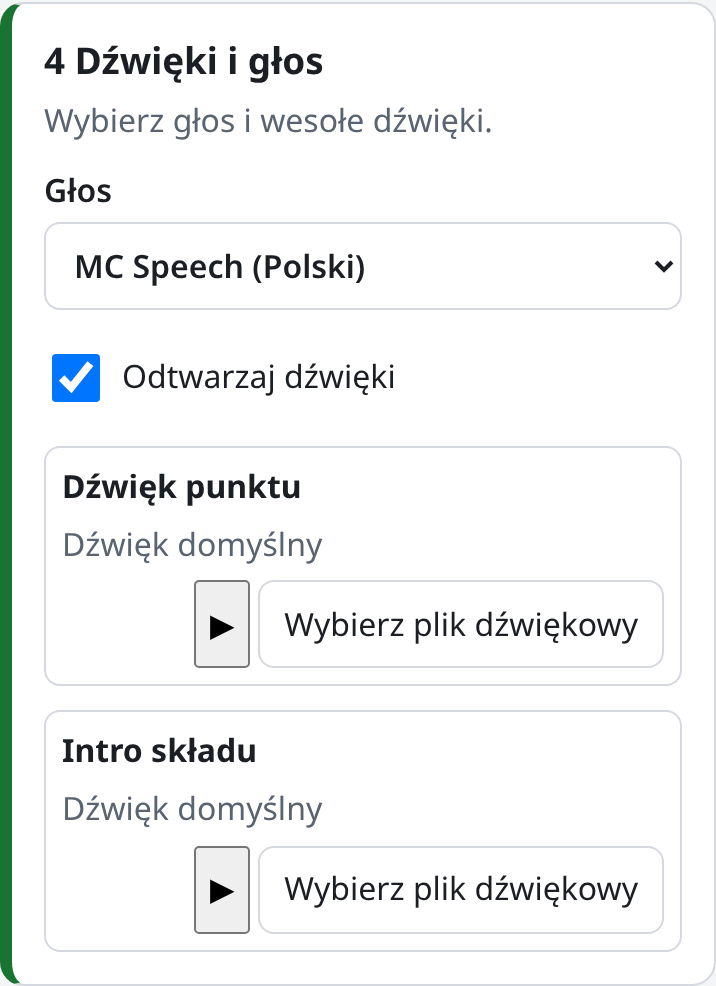 4 Dźwięki i głos
Wybierz głos i wesołe dźwięki.
Głos
MC Speech (Polski)
Odtwarzaj dźwięki
Dźwięk punktu
Dźwięk domyślny
▶ Wybierz plik dźwiękowy
Intro składu
Dźwięk domyślny
▶ Wybierz plik dźwiękowy